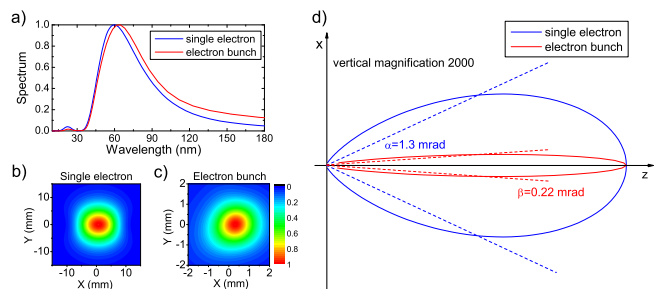 a)
1.0
0.8
0.6
0.4
0.2
0.0
Spectrum
single electron
electron bunch
30 60 90 120 150 180
Wavelength (nm)
b) Single electron
10
0
-10
Y (mm)
-10 0 10
X (mm)
c) Electron bunch
2
1
0
-1
-2
Y (mm)
-2 -1 0 1 2
X (mm)
0
0.2
0.4
0.6
0.8
1
d)
x
single electron
electron bunch
vertical magnification 2000
α=1.3 mrad
z
β=0.22 mrad